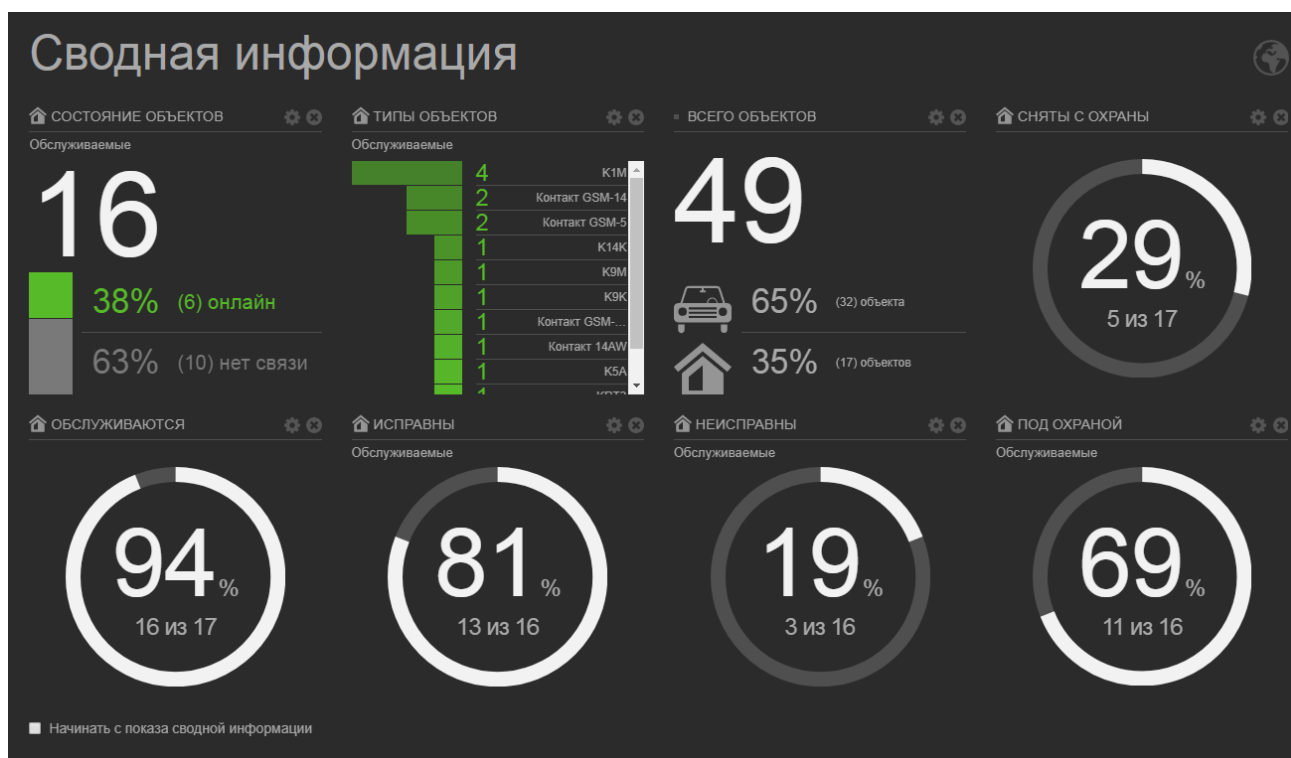 Сводная информация
СОСТОЯНИЕ ОБЪЕКТОВ
Обслуживаемые
16
38% (6) онлайн
63% (10) нет связи
ТИПЫ ОБЪЕКТОВ
Обслуживаемые
4 K1M
2 Контакт GSM-14
2 Контакт GSM-5
1 K14K
1 K9M
1 K9K
1 Контакт GSM-...
1 Контакт 14AW
1 K5A
1
ВСЕГО ОБЪЕКТОВ
49
65% (32) объекта
35% (17) объектов
СНЯТЫ С ОХРАНЫ
29%
5 из 17
ОБСЛУЖИВАЮТСЯ
94%
16 из 17
ИСПРАВНЫ
Обслуживаемые
81%
13 из 16
НЕИСПРАВНЫ
Обслуживаемые
19%
3 из 16
ПОД ОХРАНОЙ
Обслуживаемые
69%
11 из 16
Начинать с показа сводной информации